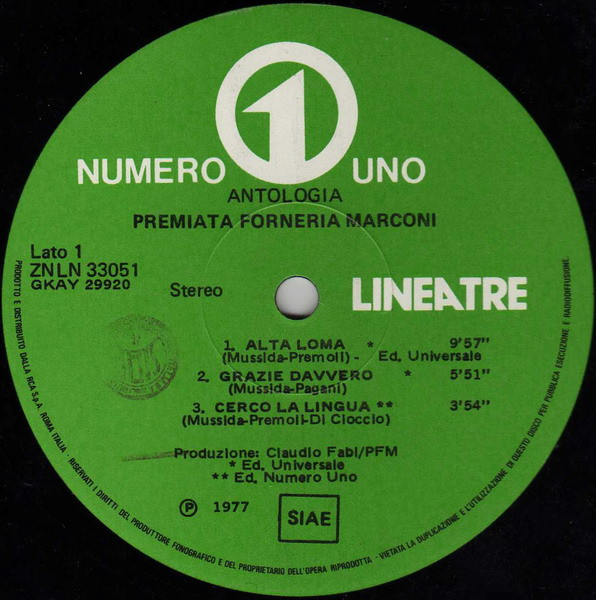 1
NUMERO UNO
ANTOLOGIA
PREMIATA FORNERIA MARCONI
Lato 1
ZNLN 33051
GKAY 29920
Stereo
LINEATRE
1. ALTA LOMA * 9'57"
(Mussida-Premoli) - Ed. Universale
2. GRAZIE DAVVERO * 5'51"
(Mussida-Pagani)
3. CERCO LA LINGUA ** 3'54"
(Mussida-Premoli-Di Cioccio)
Produzione: Claudio Fabi/PFM
* Ed. Universale
** Ed. Numero Uno
℗ 1977
SIAE
PRODOTTO E DISTRIBUITO DALLA RCA S.p.A. ROMA ITALIA - RISERVATI I DIRITTI DEL PRODUTTORE FONOGRAFICO E DEL PROPRIETARIO DELL'OPERA RIPRODOTTA - VIETATA LA DUPLICAZIONE E L'UTILIZZAZIONE DI QUESTO DISCO PER PUBBLICA ESECUZIONE E RADIODIFFUSIONE.